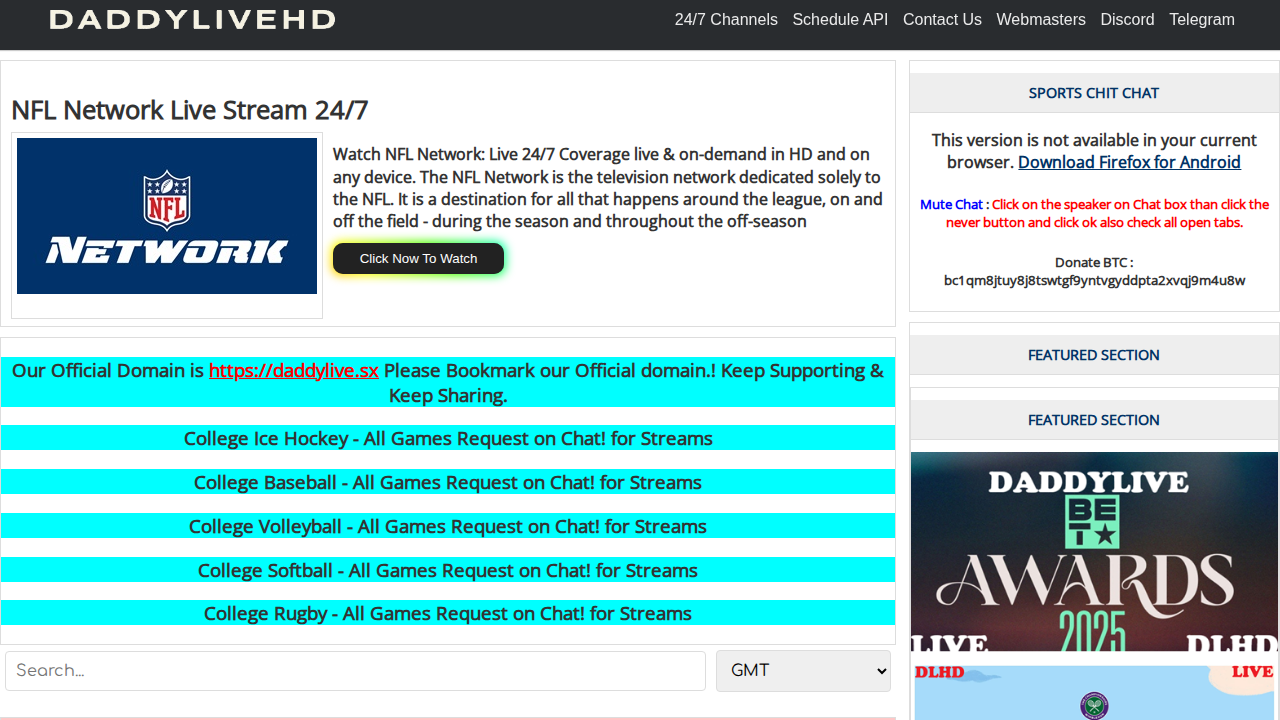 DADDYLIVEHD
24/7 Channels Schedule API Contact Us Webmasters Discord Telegram
NFL Network Live Stream 24/7
NFL
NETWORK
Watch NFL Network: Live 24/7 Coverage live & on-demand in HD and on
any device. The NFL Network is the television network dedicated solely to
the NFL. It is a destination for all that happens around the league, on and
off the field - during the season and throughout the off-season
Click Now To Watch
Our Official Domain is https://daddylive.sx Please Bookmark our Official domain.! Keep Supporting &
Keep Sharing.
College Ice Hockey - All Games Request on Chat! for Streams
College Baseball - All Games Request on Chat! for Streams
College Volleyball - All Games Request on Chat! for Streams
College Softball - All Games Request on Chat! for Streams
College Rugby - All Games Request on Chat! for Streams
Search...
GMT
SPORTS CHIT CHAT
This version is not available in your current
browser. Download Firefox for Android
Mute Chat : Click on the speaker on Chat box than click the
never button and click ok also check all open tabs.
Donate BTC :
bc1qm8jtuy8j8tswtgf9yntvgyddpta2xvqj9m4u8w
FEATURED SECTION
FEATURED SECTION
DADDYLIVE
BE
T
AWARDS
2025
LIVE DLHD
DLHD LIVE